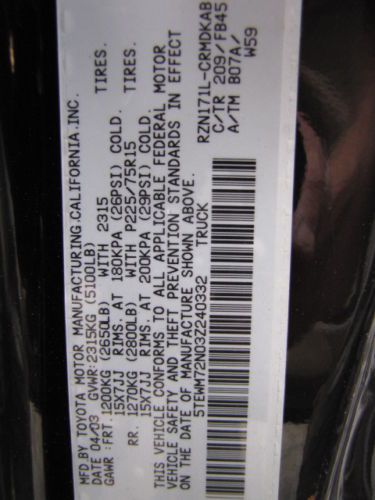 MFD.BY TOYOTA MOTOR MANUFACTURING,CALIFORNIA,INC.
DATE 04/03 GVWR:2315KG (5100LB)
GAWR :FRT.1200KG (2650LB) WITH 2315 TIRES.
15X7JJ RIMS. AT 180KPA (26PSI) COLD.
RR. 1270KG (2800LB) WITH P225/75R15 TIRES.
15X7JJ RIMS. AT 200KPA (29PSI) COLD.
THIS VEHICLE CONFORMS TO ALL APPLICABLE FEDERAL MOTOR
VEHICLE SAFETY AND THEFT PREVENTION STANDARDS IN EFFECT
ON THE DATE OF MANUFACTURE SHOWN ABOVE.
5TEWM72N03Z240332 TRUCK
RZN171L-CRMDKAB
C/TR 209/FB45
A/TM B07A/
W59